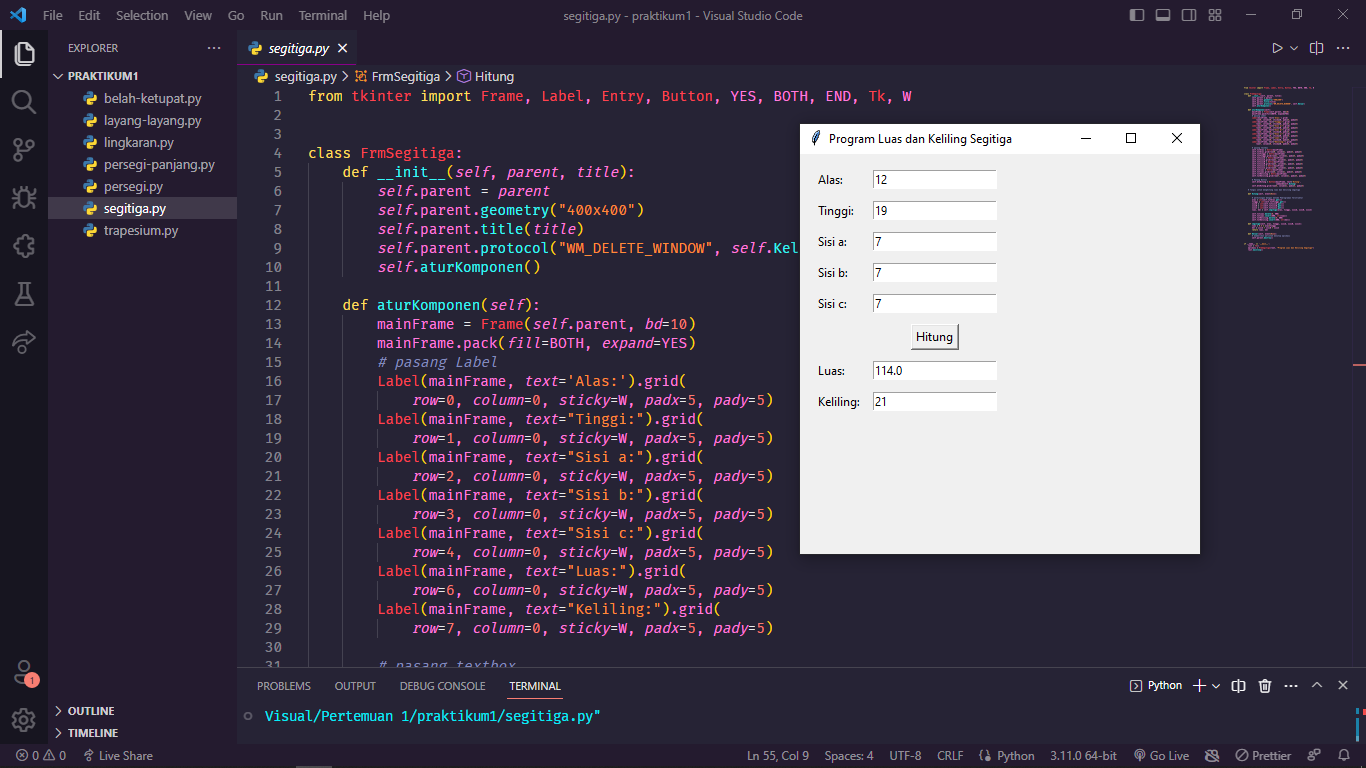 File Edit Selection View Go Run Terminal Help
segitiga.py - praktikum1 - Visual Studio Code
EXPLORER
PRAKTIKUM1
belah-ketupat.py
layang-layang.py
lingkaran.py
persegi-panjang.py
persegi.py
segitiga.py
trapesium.py
OUTLINE
TIMELINE
1
segitiga.py
segitiga.py > FrmSegitiga > Hitung
1 from tkinter import Frame, Label, Entry, Button, YES, BOTH, END, Tk, W
2
3
4 class FrmSegitiga:
5 def __init__(self, parent, title):
6 self.parent = parent
7 self.parent.geometry("400x400")
8 self.parent.title(title)
9 self.parent.protocol("WM_DELETE_WINDOW", self.Kel
10 self.aturKomponen()
11
12 def aturKomponen(self):
13 mainFrame = Frame(self.parent, bd=10)
14 mainFrame.pack(fill=BOTH, expand=YES)
15 # pasang Label
16 Label(mainFrame, text='Alas:').grid(
17 row=0, column=0, sticky=W, padx=5, pady=5)
18 Label(mainFrame, text="Tinggi:").grid(
19 row=1, column=0, sticky=W, padx=5, pady=5)
20 Label(mainFrame, text="Sisi a:").grid(
21 row=2, column=0, sticky=W, padx=5, pady=5)
22 Label(mainFrame, text="Sisi b:").grid(
23 row=3, column=0, sticky=W, padx=5, pady=5)
24 Label(mainFrame, text="Sisi c:").grid(
25 row=4, column=0, sticky=W, padx=5, pady=5)
26 Label(mainFrame, text="Luas:").grid(
27 row=6, column=0, sticky=W, padx=5, pady=5)
28 Label(mainFrame, text="Keliling:").grid(
29 row=7, column=0, sticky=W, padx=5, pady=5)
30
31 # pasang textbox
Program Luas dan Keliling Segitiga
Alas: 12
Tinggi: 19
Sisi a: 7
Sisi b: 7
Sisi c: 7
Hitung
Luas: 114.0
Keliling: 21
PROBLEMS OUTPUT DEBUG CONSOLE TERMINAL
Python
Visual/Pertemuan 1/praktikum1/segitiga.py"
0 0 Live Share
Ln 55, Col 9 Spaces: 4 UTF-8 CRLF Python 3.11.0 64-bit Go Live Prettier